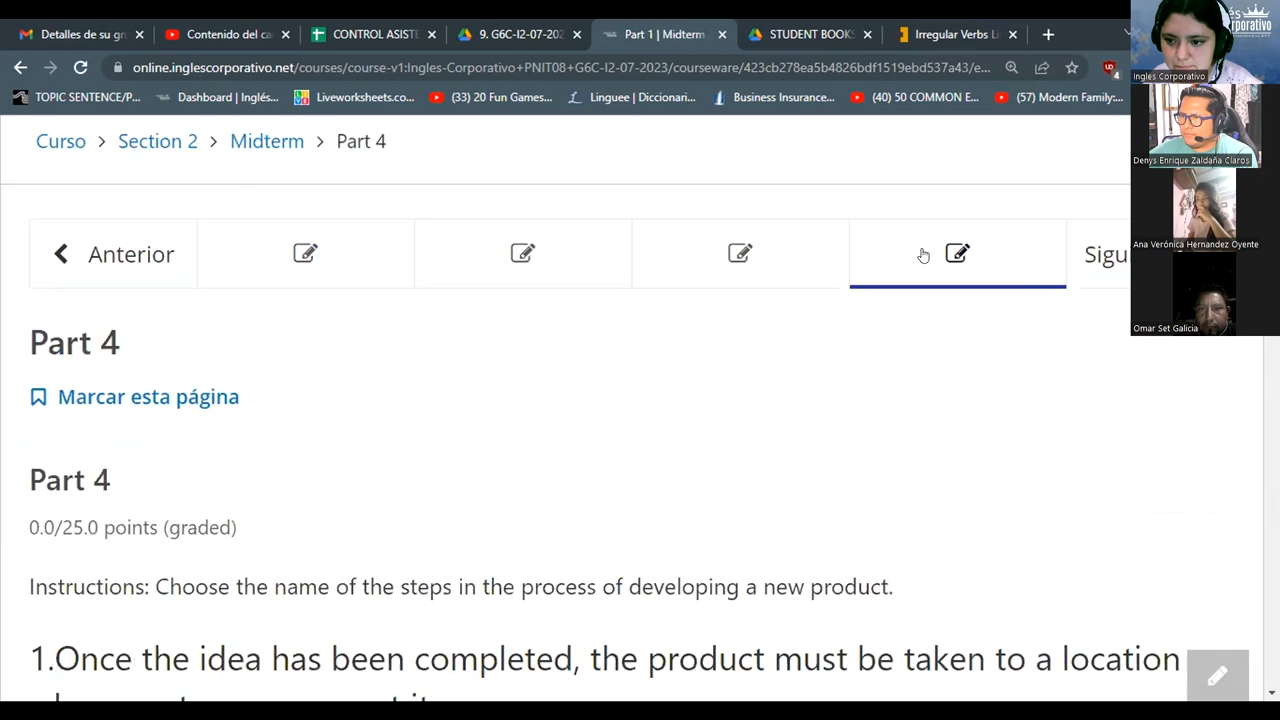 Detalles de su gn
Contenido del ca
CONTROL ASISTE
9. G6C-I2-07-202
Part 1 | Midterm
STUDENT BOOKS
Irregular Verbs Li
online.inglescorporativo.net/courses/course-v1:Ingles-Corporativo+PNIT08+G6C-I2-07-2023/courseware/423cb278ea5b4826bdf1519ebd537a43/e...
TOPIC SENTENCE/P...
Dashboard | Inglés...
Liveworksheets.co...
(33) 20 Fun Games...
Linguee | Diccionari...
Business Insurance...
(40) 50 COMMON E...
(57) Modern Family:...
Ingles Corporativo
Denys Enrique Zaldaña Claros
Ana Verónica Hernandez Oyente
Omar Set Galicia
Curso > Section 2 > Midterm > Part 4
Anterior
Sigu
Part 4
Marcar esta página
Part 4
0.0/25.0 points (graded)
Instructions: Choose the name of the steps in the process of developing a new product.
1.Once the idea has been completed, the product must be taken to a location